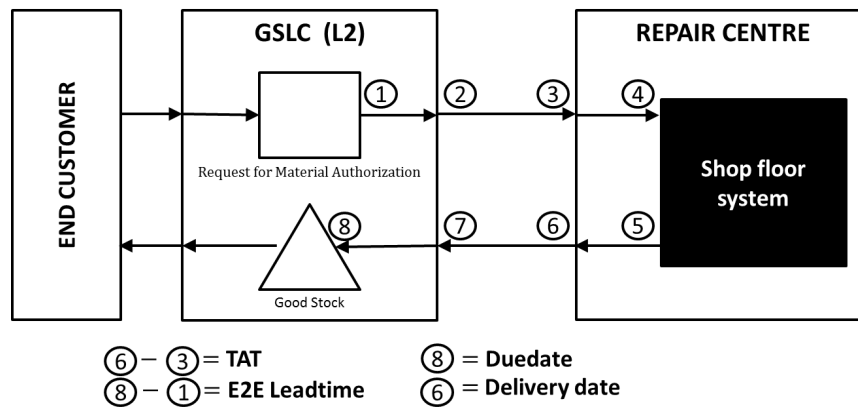 GSLC (L2)
REPAIR CENTRE
END CUSTOMER
1
2
3
4
Request for Material Authorization
Shop floor
system
8
7
6
5
Good Stock
6 – 3 = TAT
8 = Duedate
8 – 1 = E2E Leadtime
6 = Delivery date